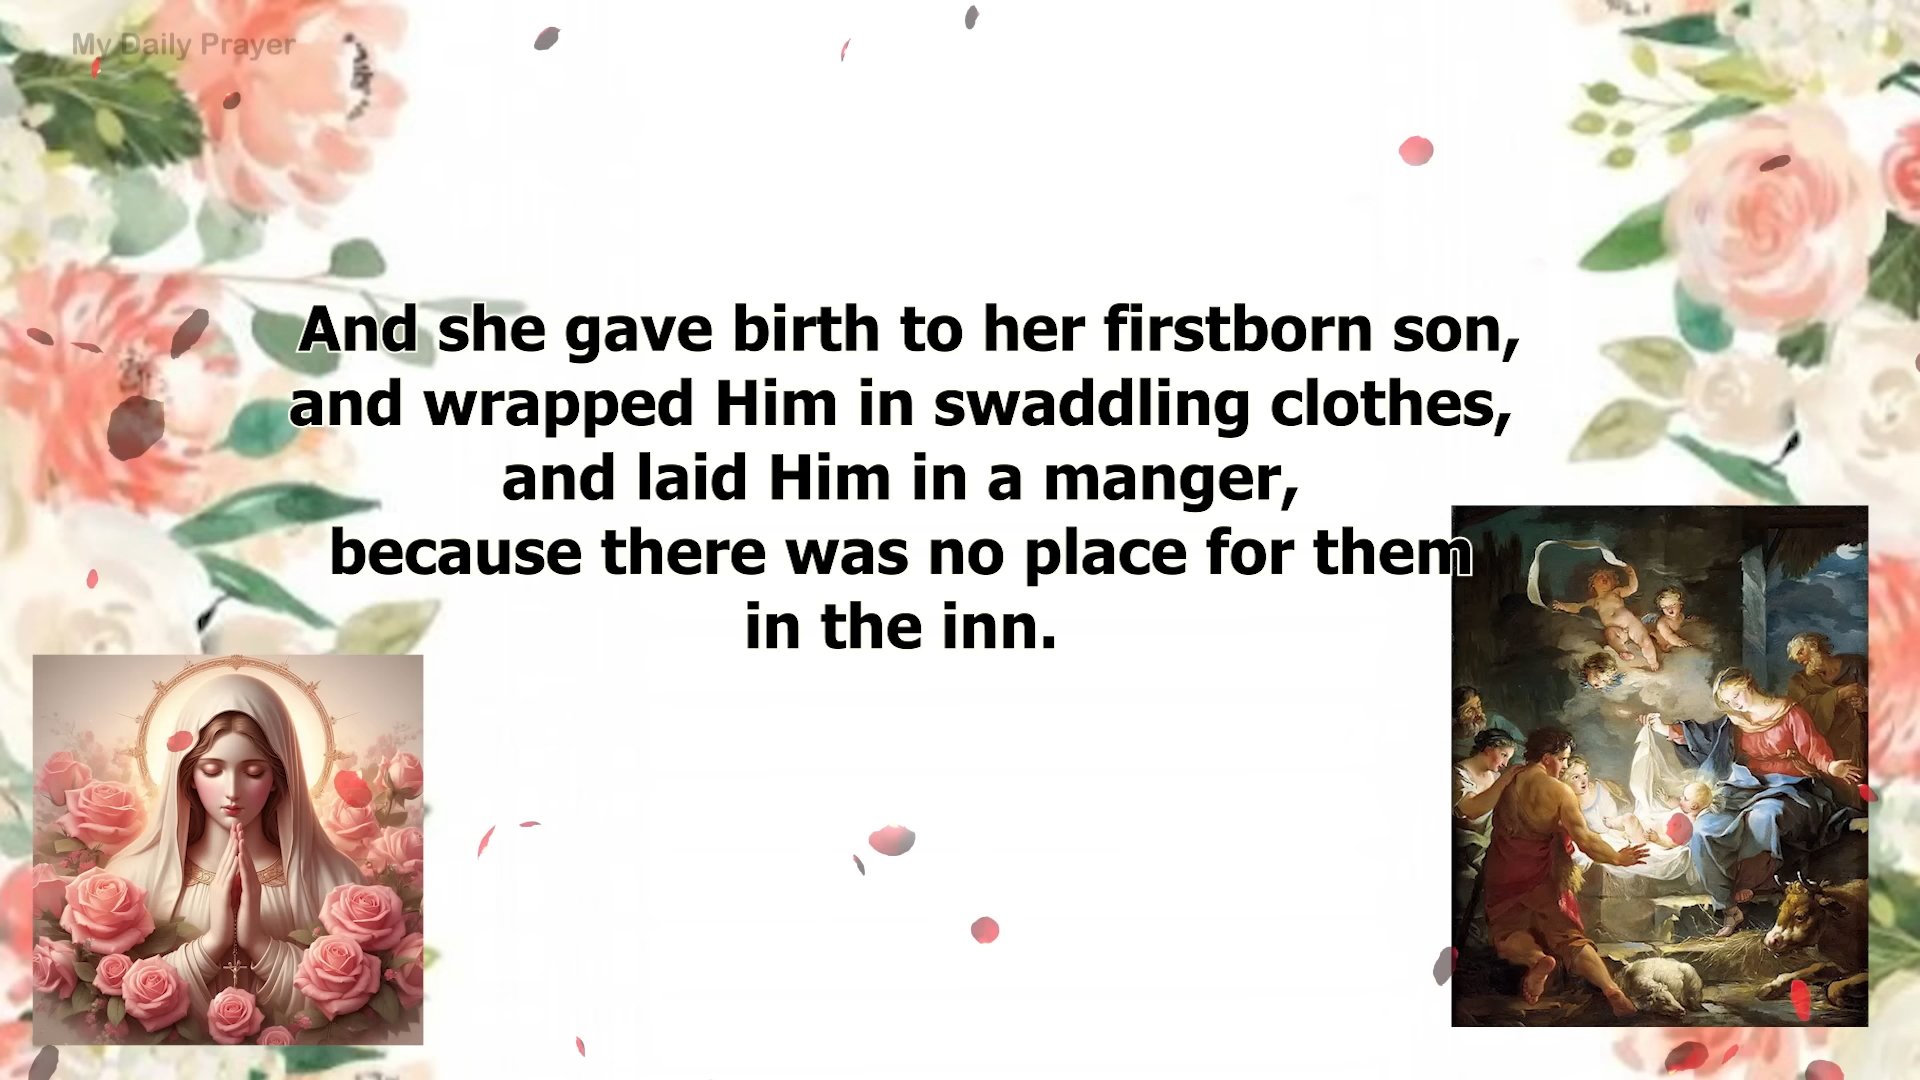 My Daily Prayer
And she gave birth to her firstborn son,
and wrapped Him in swaddling clothes,
and laid Him in a manger,
because there was no place for them
in the inn.